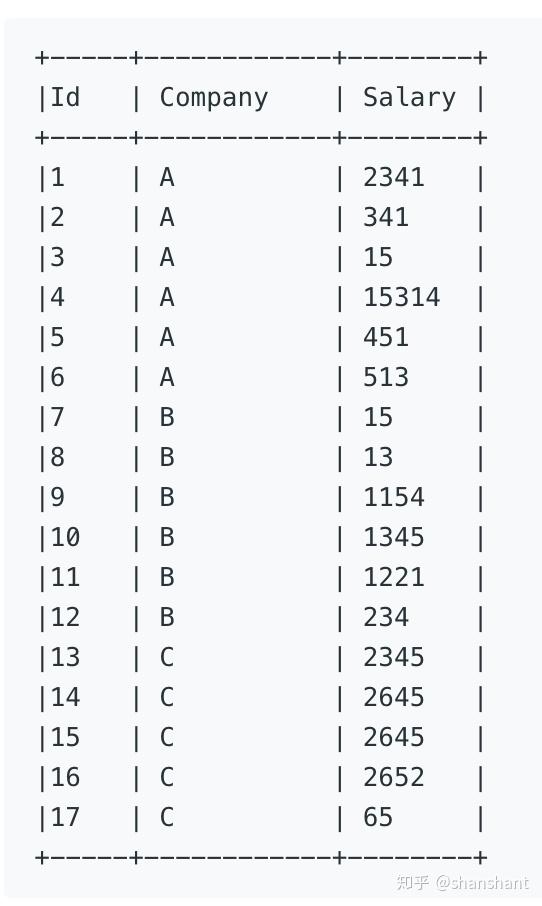 +-----+------------+--------+
|Id   | Company    | Salary |
+-----+------------+--------+
|1    | A          | 2341   |
|2    | A          | 341    |
|3    | A          | 15     |
|4    | A          | 15314  |
|5    | A          | 451    |
|6    | A          | 513    |
|7    | B          | 15     |
|8    | B          | 13     |
|9    | B          | 1154   |
|10   | B          | 1345   |
|11   | B          | 1221   |
|12   | B          | 234    |
|13   | C          | 2345   |
|14   | C          | 2645   |
|15   | C          | 2645   |
|16   | C          | 2652   |
|17   | C          | 65     |
+-----+------------+--------+
知乎 @shanshant